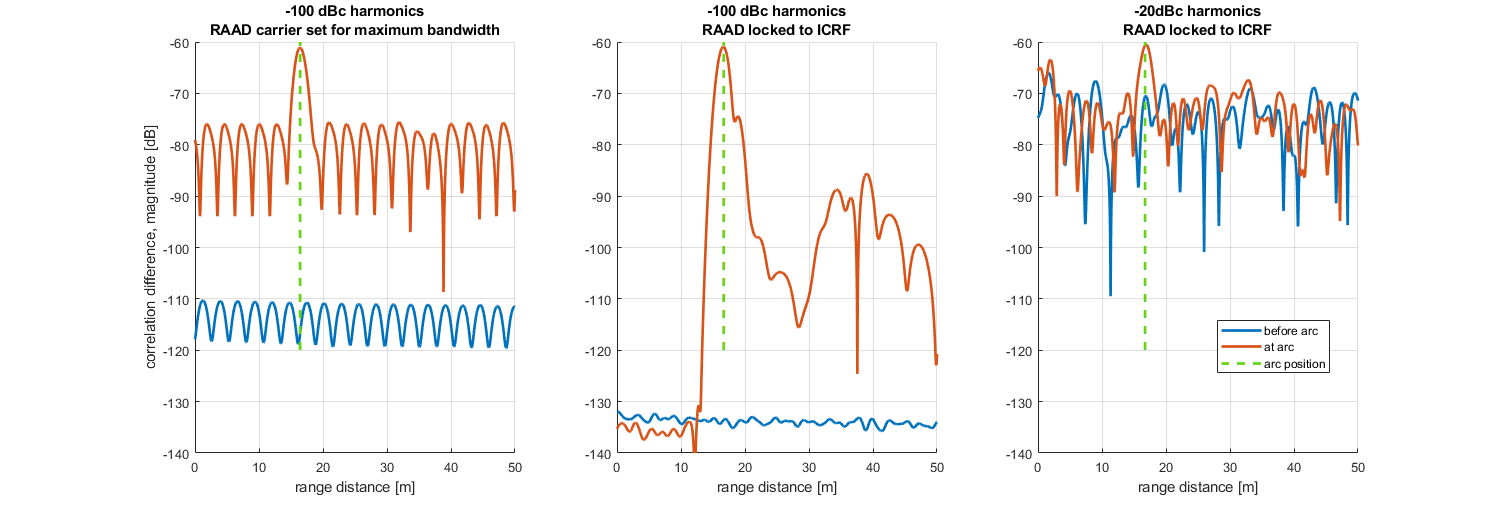 -100 dBc harmonics
RAAD carrier set for maximum bandwidth
-60
-70
-80
-90
-100
-110
-120
-130
-140
correlation difference, magnitude [dB]
0 10 20 30 40 50
range distance [m]
-100 dBc harmonics
RAAD locked to ICRF
-60
-70
-80
-90
-100
-110
-120
-130
-140
0 10 20 30 40 50
range distance [m]
-20dBc harmonics
RAAD locked to ICRF
-60
-70
-80
-90
-100
-110
-120
-130
-140
before arc
at arc
arc position
0 10 20 30 40 50
range distance [m]